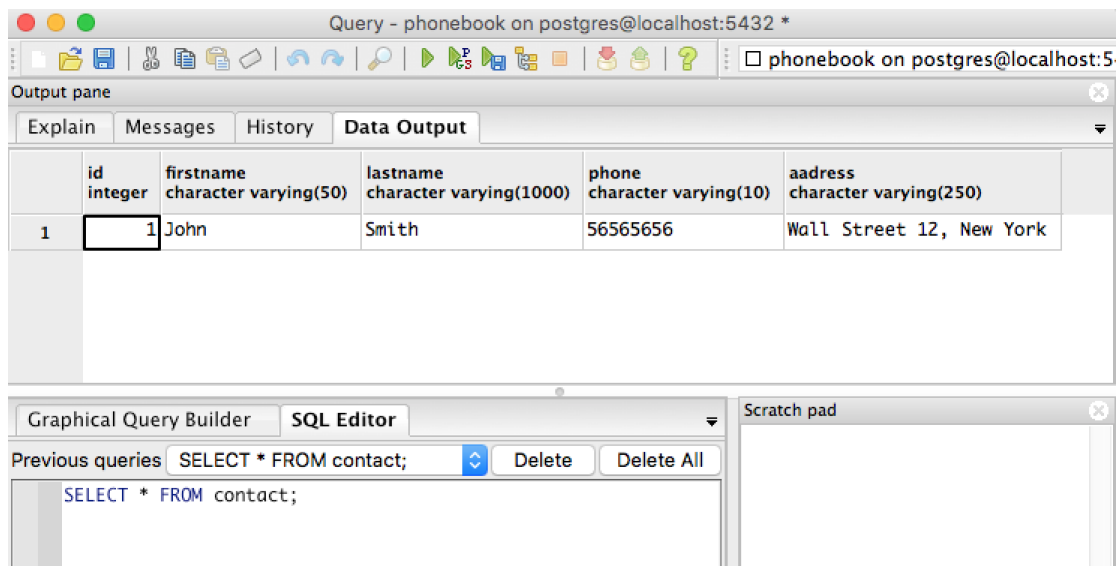 Query - phonebook on postgres@localhost:5432 *
phonebook on postgres@localhost:5
Output pane
Explain Messages History Data Output
id firstname lastname phone aadress
integer character varying(50) character varying(1000) character varying(10) character varying(250)
1 1 John Smith 56565656 Wall Street 12, New York
Graphical Query Builder SQL Editor Scratch pad
Previous queries SELECT * FROM contact; Delete Delete All
SELECT * FROM contact;